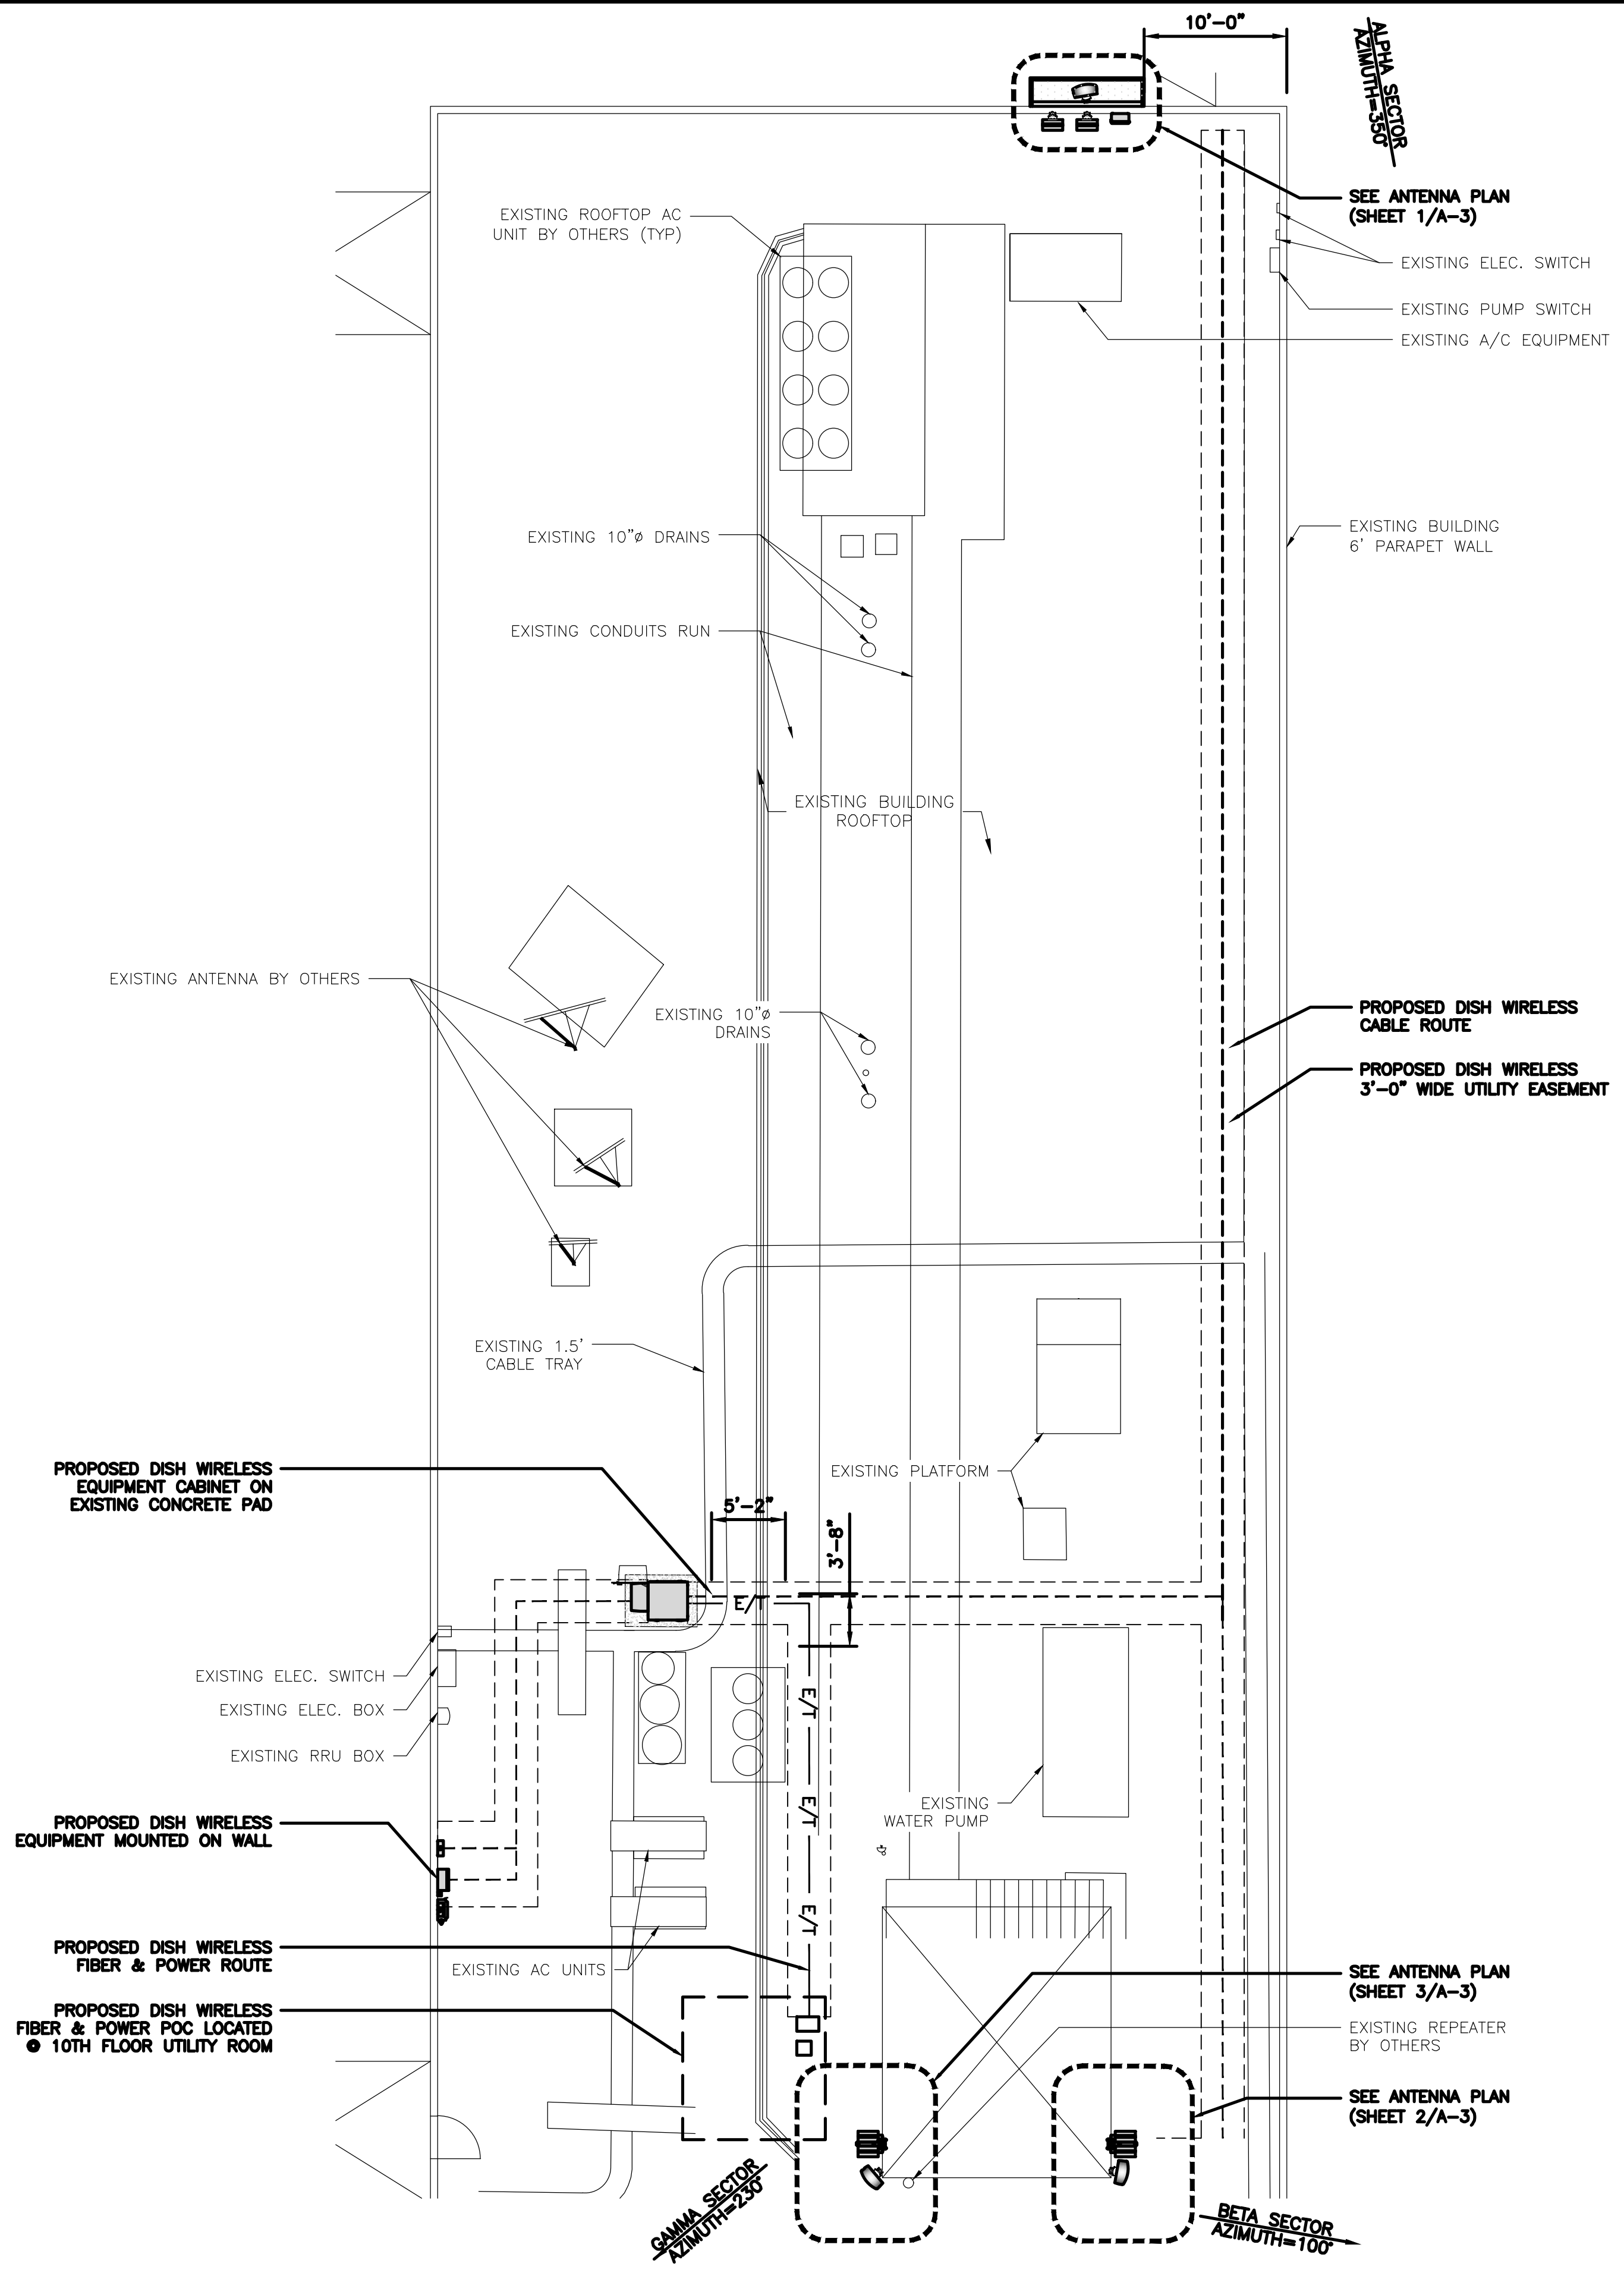 10'-0"
ALPHA SECTOR
AZIMUTH=350°
SEE ANTENNA PLAN
(SHEET 1/A-3)
EXISTING ROOFTOP AC
UNIT BY OTHERS (TYP)
EXISTING ELEC. SWITCH
EXISTING PUMP SWITCH
EXISTING A/C EQUIPMENT
EXISTING 10"ø DRAINS
EXISTING BUILDING
6' PARAPET WALL
EXISTING CONDUITS RUN
EXISTING BUILDING
ROOFTOP
EXISTING ANTENNA BY OTHERS
EXISTING 10"ø
DRAINS
PROPOSED DISH WIRELESS
CABLE ROUTE
PROPOSED DISH WIRELESS
3'-0" WIDE UTILITY EASEMENT
EXISTING 1.5'
CABLE TRAY
PROPOSED DISH WIRELESS
EQUIPMENT CABINET ON
EXISTING CONCRETE PAD
EXISTING PLATFORM
5'-2"
3'-8"
E/T
EXISTING ELEC. SWITCH
EXISTING ELEC. BOX
EXISTING RRU BOX
E/T
E/T
E/T
EXISTING
WATER PUMP
PROPOSED DISH WIRELESS
EQUIPMENT MOUNTED ON WALL
PROPOSED DISH WIRELESS
FIBER & POWER ROUTE
EXISTING AC UNITS
SEE ANTENNA PLAN
(SHEET 3/A-3)
PROPOSED DISH WIRELESS
FIBER & POWER POC LOCATED
@ 10TH FLOOR UTILITY ROOM
EXISTING REPEATER
BY OTHERS
SEE ANTENNA PLAN
(SHEET 2/A-3)
GAMMA SECTOR
AZIMUTH=230°
BETA SECTOR
AZIMUTH=100°